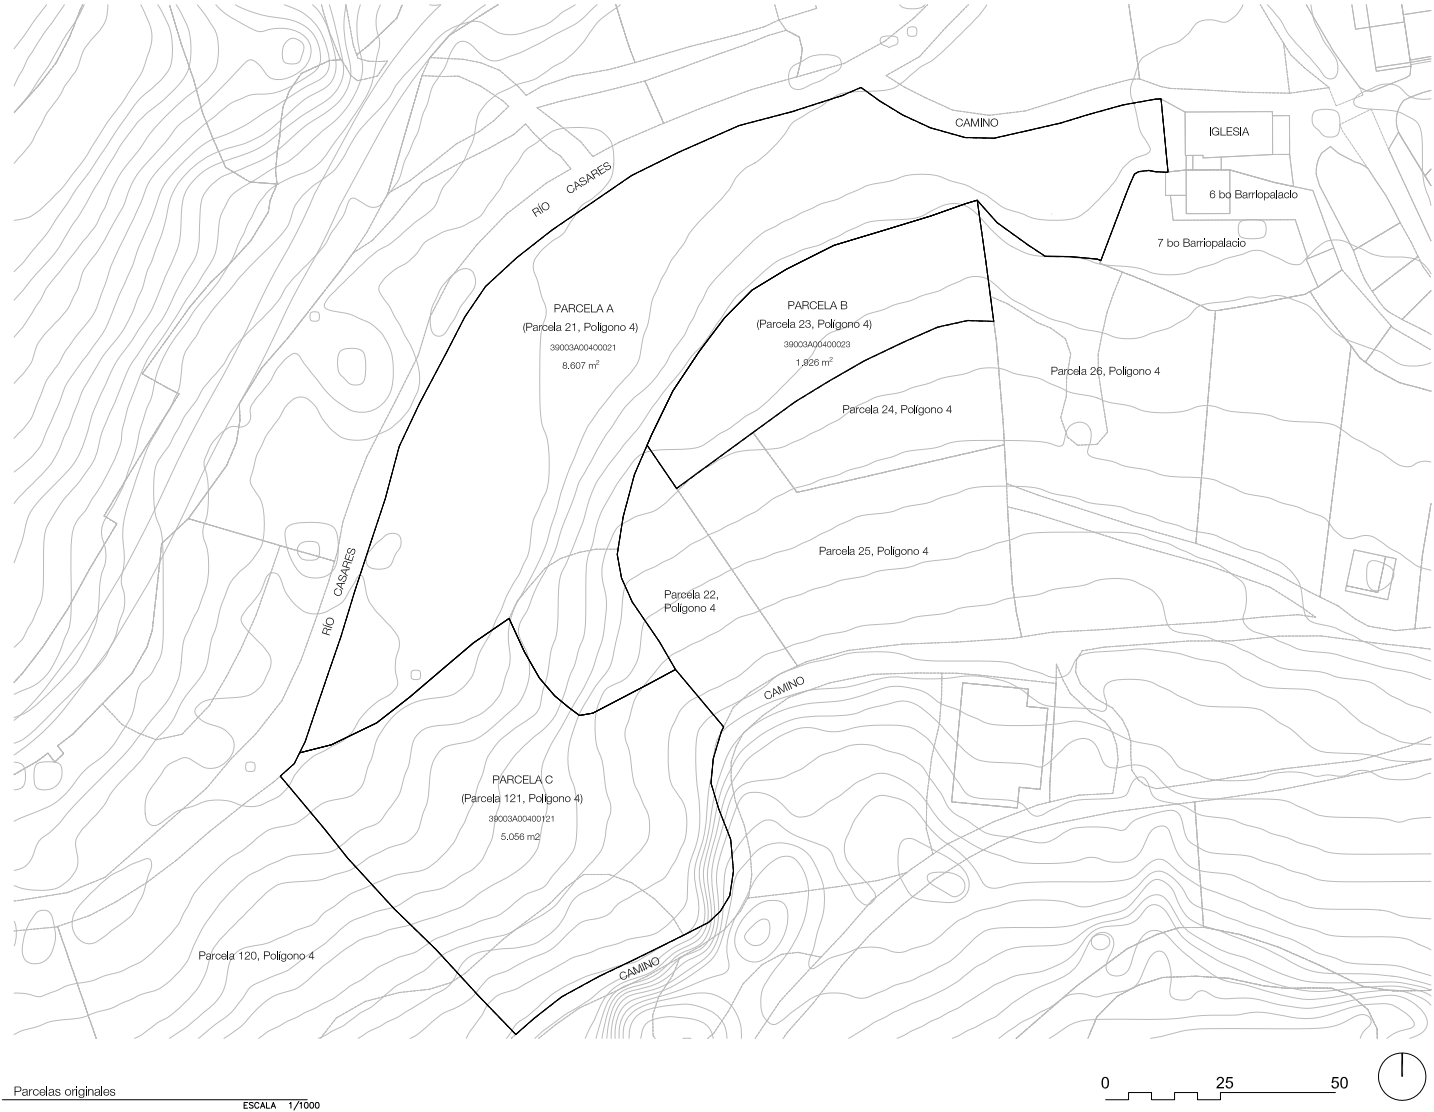 CAMINO
IGLESIA
RÍO CASARES
6 bo Barriopalacio
7 bo Barriopalacio
PARCELA A
(Parcela 21, Polígono 4)
39003A00400021
8.607 m²
PARCELA B
(Parcela 23, Polígono 4)
39003A00400023
1.926 m²
Parcela 26, Polígono 4
Parcela 24, Polígono 4
Parcela 25, Polígono 4
RÍO CASARES
Parcela 22,
Polígono 4
CAMINO
PARCELA C
(Parcela 121, Polígono 4)
39003A00400121
5.056 m2
Parcela 120, Polígono 4
CAMINO
Parcelas originales
ESCALA 1/1000
0 25 50